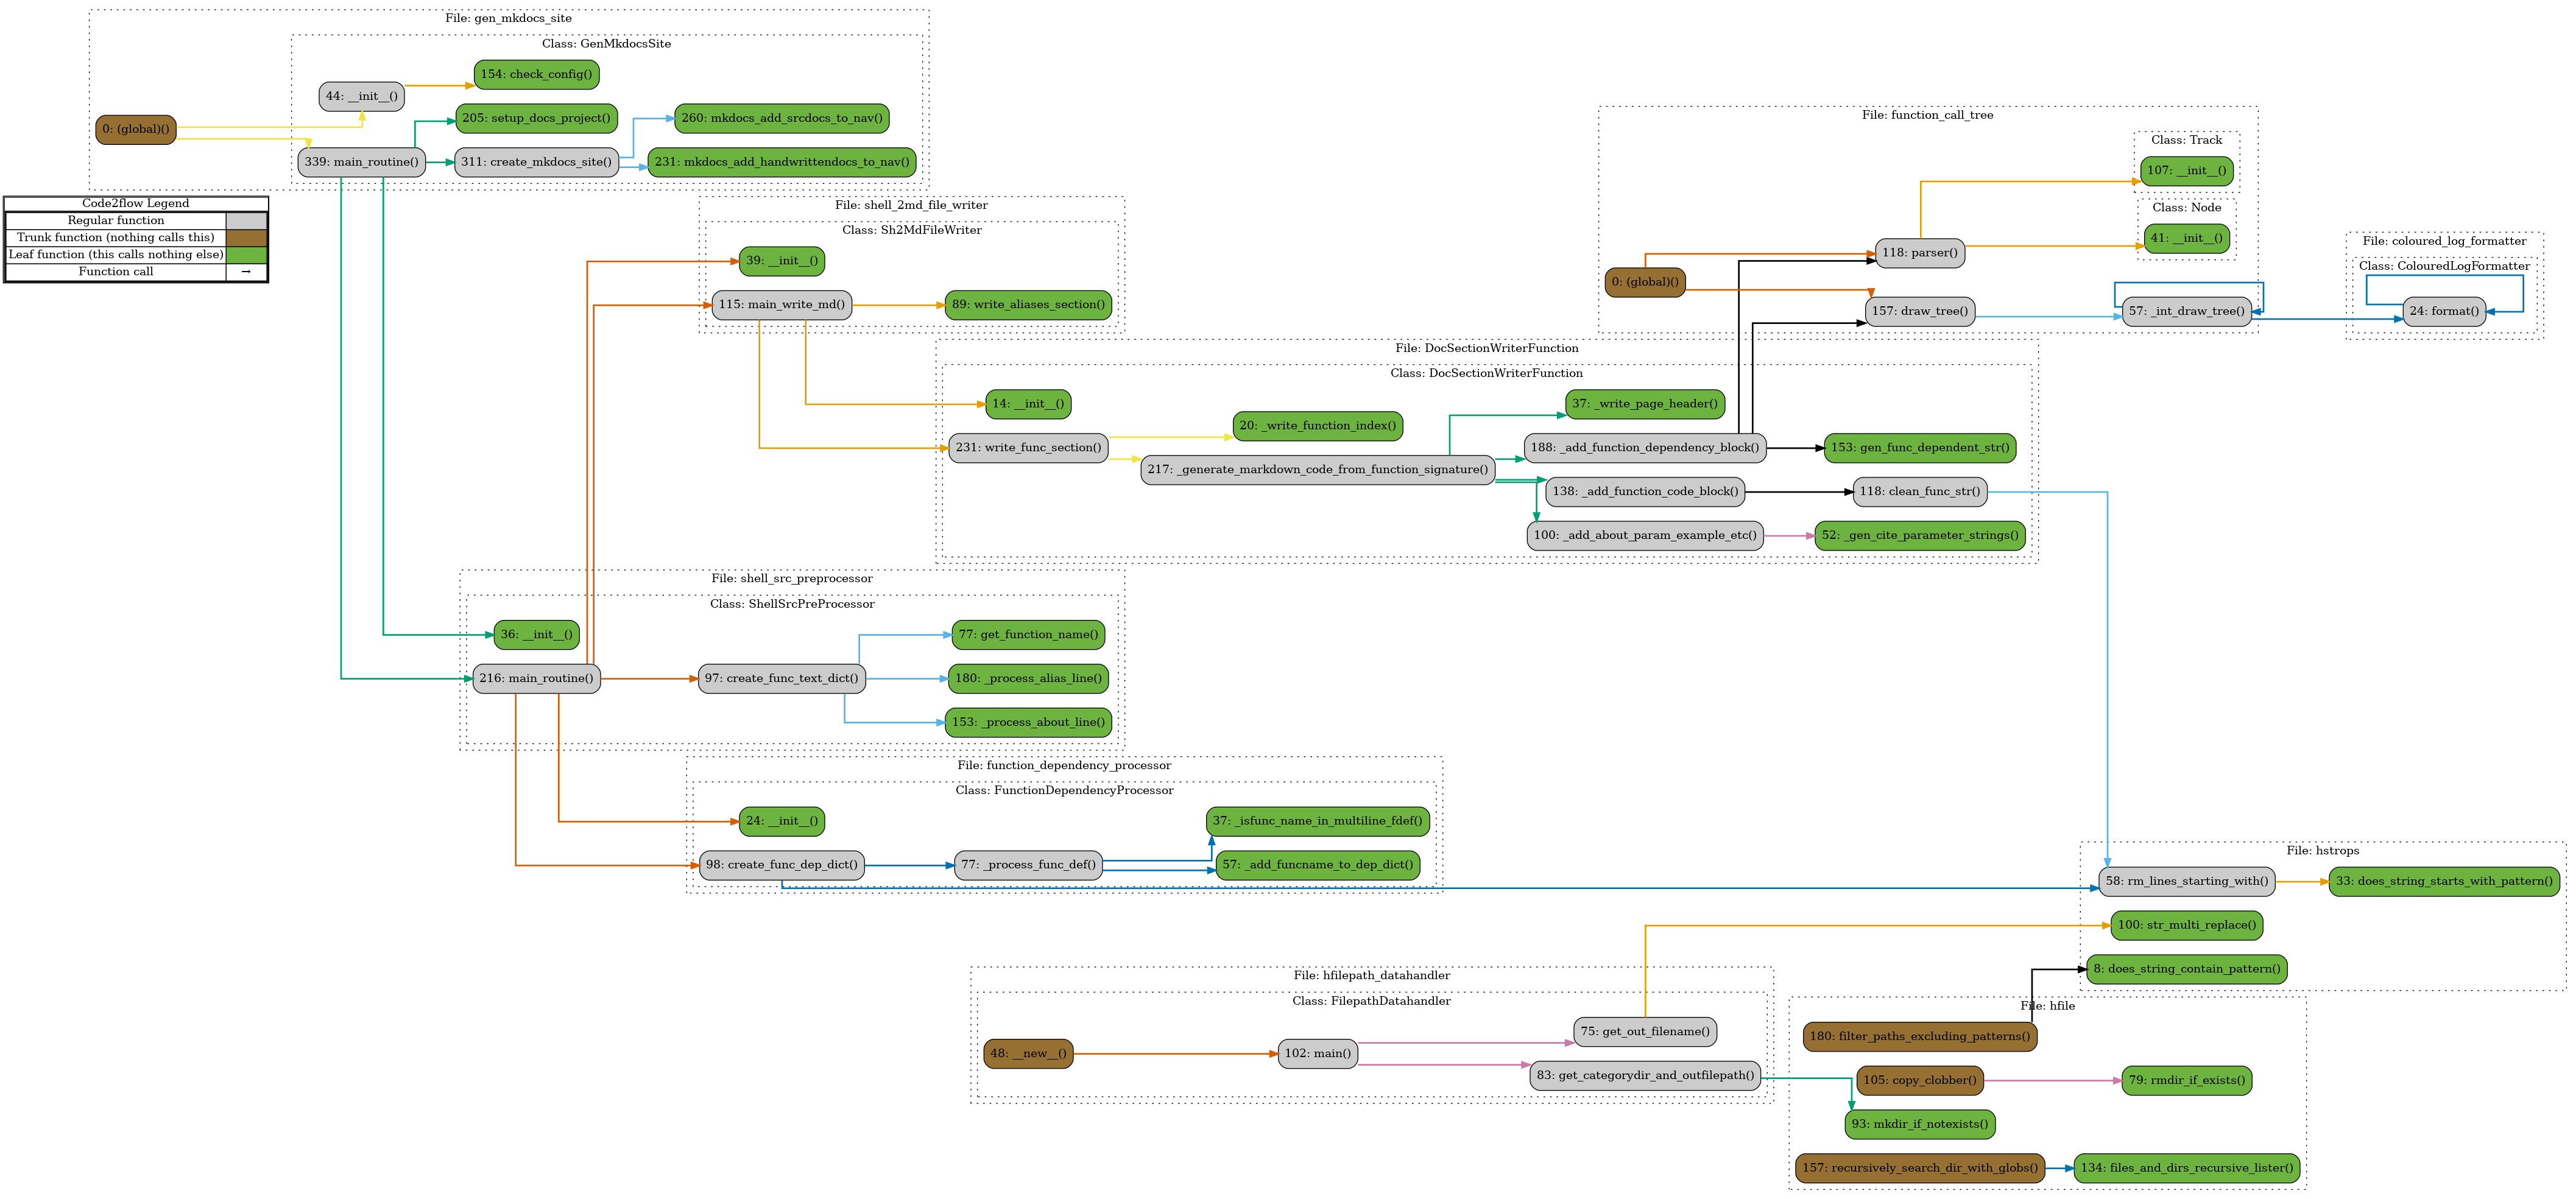 File: gen_mkdocs_site
Class: GenMkdocsSite
154: check_config()
44: __init__()
0: (global)()
205: setup_docs_project()
260: mkdocs_add_srcdocs_to_nav()
339: main_routine()
311: create_mkdocs_site()
231: mkdocs_add_handwrittendocs_to_nav()
Code2flow Legend
Regular function
Trunk function (nothing calls this)
Leaf function (this calls nothing else)
Function call →
File: shell_2md_file_writer
Class: Sh2MdFileWriter
39: __init__()
115: main_write_md()
89: write_aliases_section()
File: function_call_tree
Class: Track
107: __init__()
Class: Node
41: __init__()
118: parser()
0: (global)()
157: draw_tree()
57: _int_draw_tree()
File: coloured_log_formatter
Class: ColouredLogFormatter
24: format()
File: DocSectionWriterFunction
Class: DocSectionWriterFunction
14: __init__()
37: _write_page_header()
20: _write_function_index()
231: write_func_section()
188: _add_function_dependency_block()
153: gen_func_dependent_str()
217: _generate_markdown_code_from_function_signature()
138: _add_function_code_block()
118: clean_func_str()
100: _add_about_param_example_etc()
52: _gen_cite_parameter_strings()
File: shell_src_preprocessor
Class: ShellSrcPreProcessor
36: __init__()
77: get_function_name()
216: main_routine()
97: create_func_text_dict()
180: _process_alias_line()
153: _process_about_line()
File: function_dependency_processor
Class: FunctionDependencyProcessor
24: __init__()
37: _isfunc_name_in_multiline_fdef()
98: create_func_dep_dict()
77: _process_func_def()
57: _add_funcname_to_dep_dict()
File: hstrops
58: rm_lines_starting_with()
33: does_string_starts_with_pattern()
100: str_multi_replace()
8: does_string_contain_pattern()
File: hfilepath_datahandler
Class: FilepathDatahandler
75: get_out_filename()
48: __new__()
102: main()
83: get_categorydir_and_outfilepath()
File: hfile
180: filter_paths_excluding_patterns()
105: copy_clobber()
79: rmdir_if_exists()
93: mkdir_if_notexists()
157: recursively_search_dir_with_globs()
134: files_and_dirs_recursive_lister()